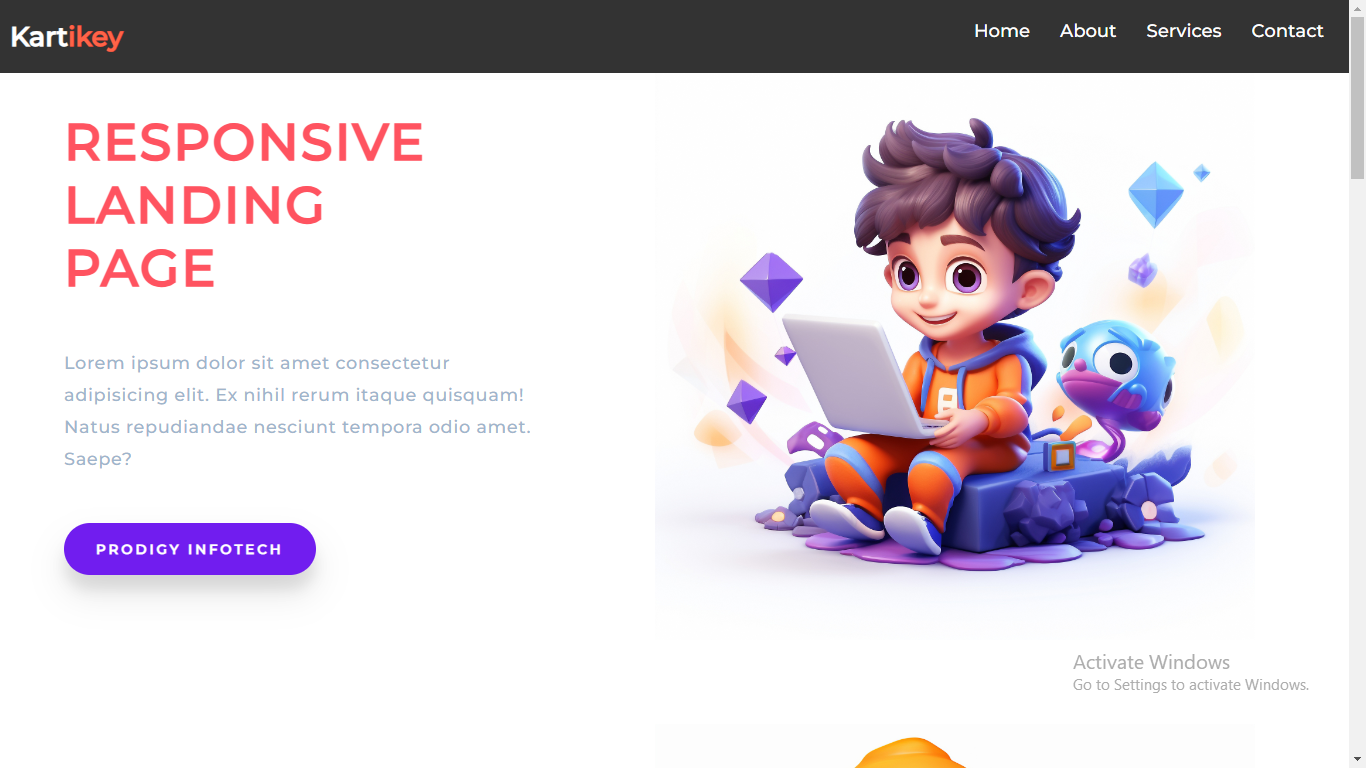 Kartikey
Home About Services Contact
RESPONSIVE
LANDING
PAGE
Lorem ipsum dolor sit amet consectetur
adipisicing elit. Ex nihil rerum itaque quisquam!
Natus repudiandae nesciunt tempora odio amet.
Saepe?
PRODIGY INFOTECH
Activate Windows
Go to Settings to activate Windows.